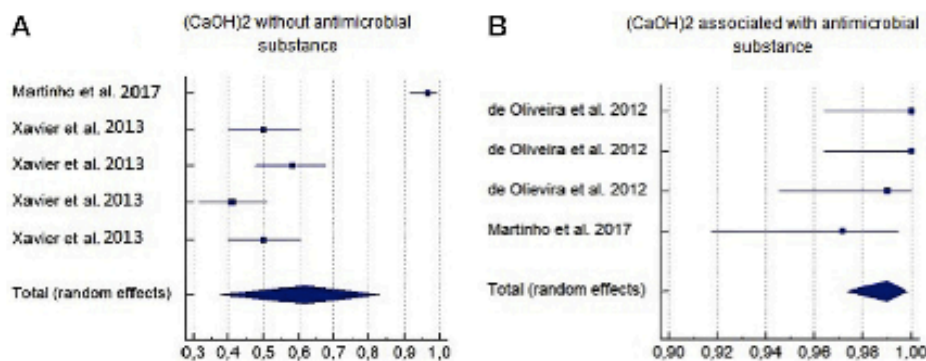 A
(CaOH)2 without antimicrobial
substance
Martinho et al. 2017
Xavier et al. 2013
Xavier et al. 2013
Xavier et al. 2013
Xavier et al. 2013
Total (random effects)
0,3 0,4 0,5 0,6 0,7 0,8 0,9 1,0
B
(CaOH)2 associated with antimicrobial
substance
de Oliveira et al. 2012
de Oliveira et al. 2012
de Olievira et al. 2012
Martinho et al. 2017
Total (random effects)
0,90 0,92 0,94 0,96 0,98 1,00